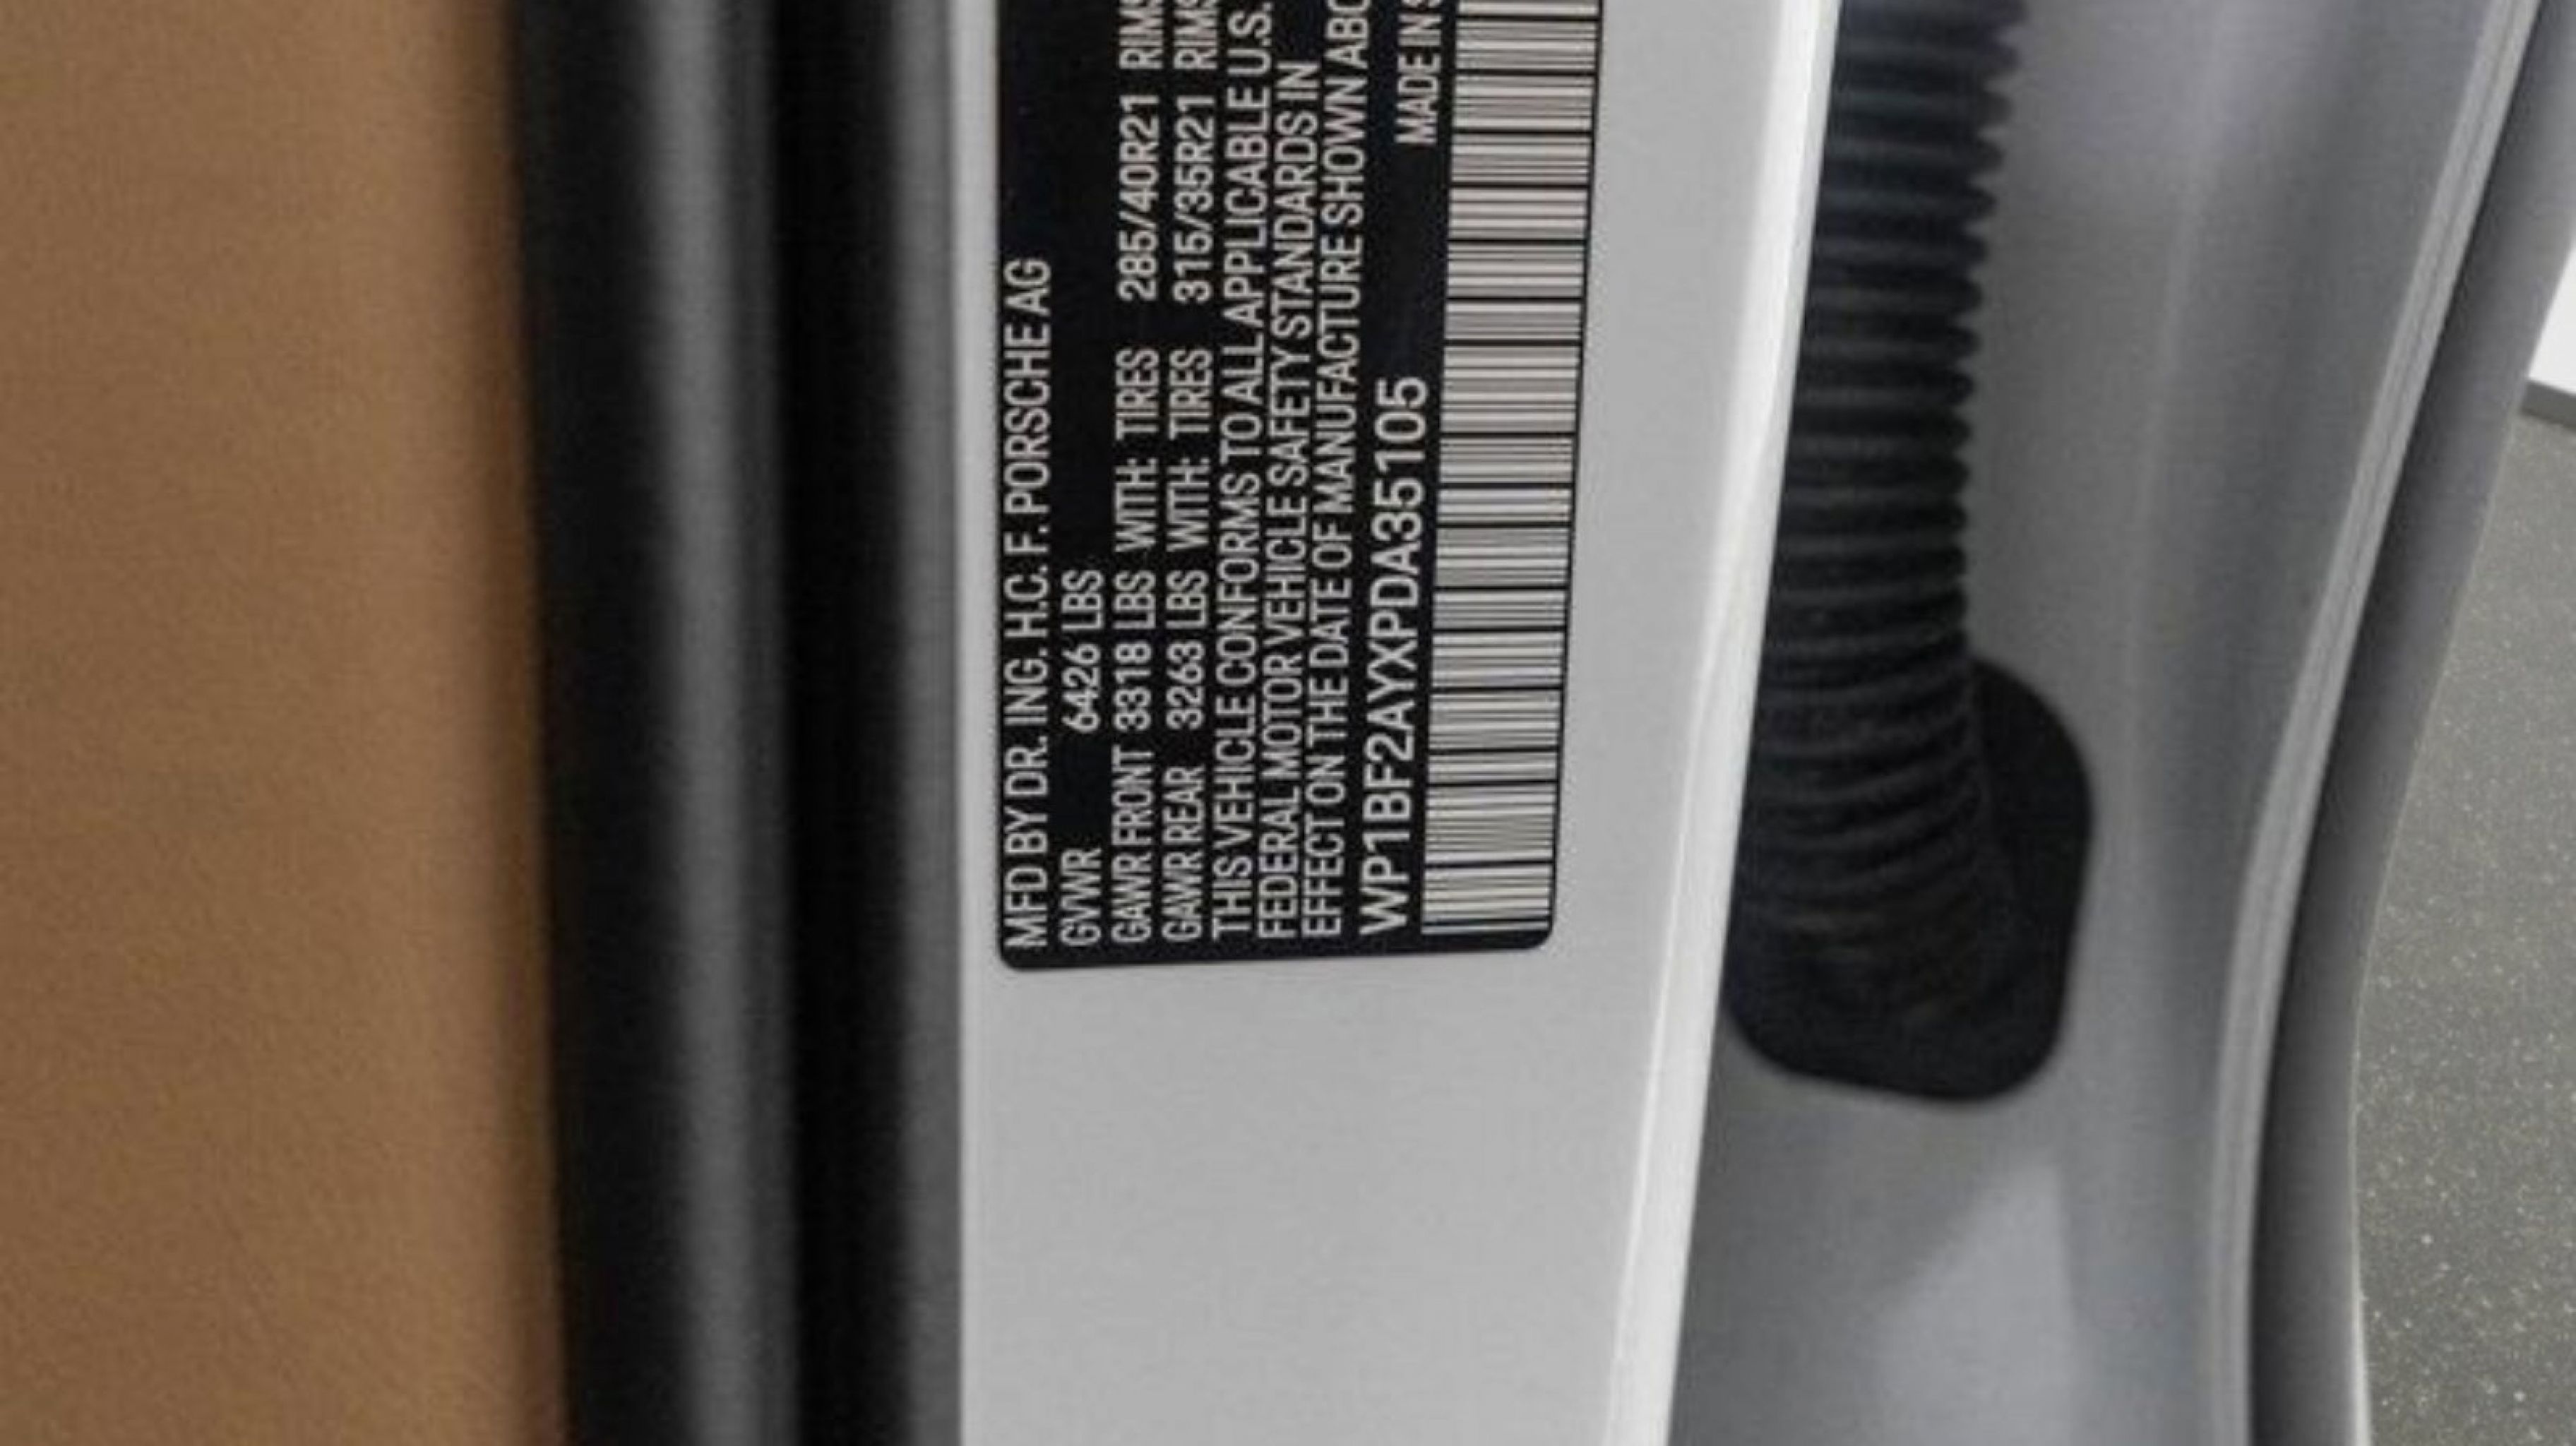 MFD BY DR. ING. H.C. F. PORSCHE AG
GVWR 6426 LBS
GAWR FRONT 3318 LBS WITH: TIRES 285/40R21 RIMS
GAWR REAR 3263 LBS WITH: TIRES 315/35R21 RIMS
THIS VEHICLE CONFORMS TO ALL APPLICABLE U.S.
FEDERAL MOTOR VEHICLE SAFETY STANDARDS IN
EFFECT ON THE DATE OF MANUFACTURE SHOWN
WP1BF2AYXPDA35105 MADE IN